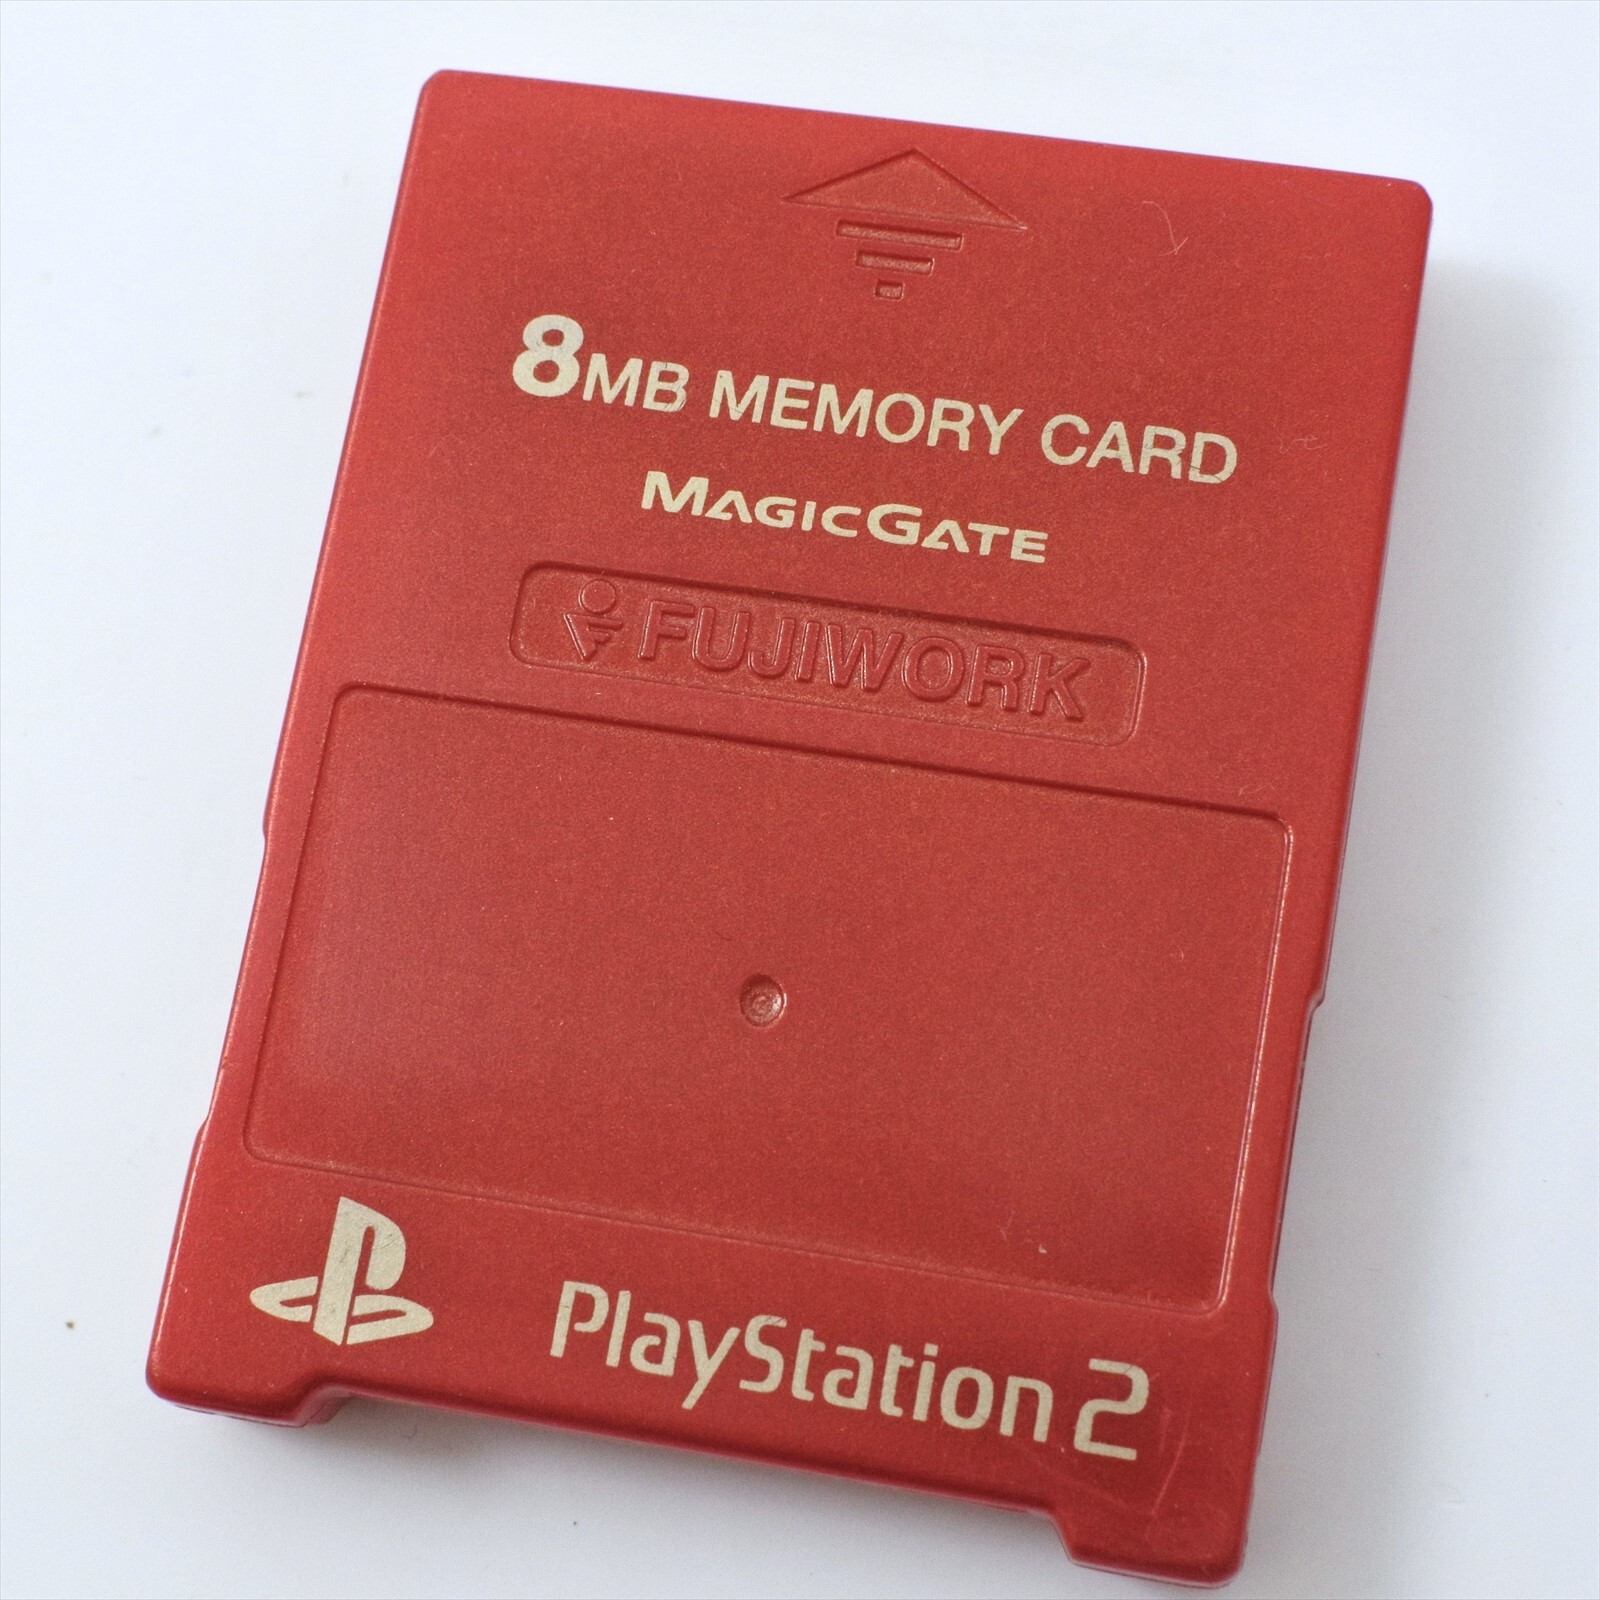 8MB MEMORY CARD
MAGICGATE
FUJIWORK
PlayStation 2